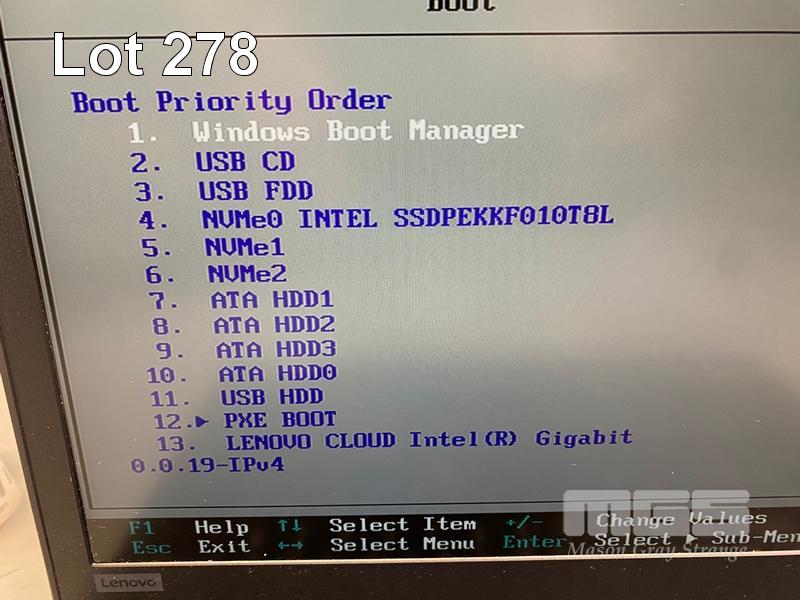 Boot
Lot 278
Boot Priority Order
1. Windows Boot Manager
2. USB CD
3. USB FDD
4. NVMe0 INTEL SSDPEKKF010T8L
5. NVMe1
6. NVMe2
7. ATA HDD1
8. ATA HDD2
9. ATA HDD3
10. ATA HDD0
11. USB HDD
12.▶ PXE BOOT
13. LENOVO CLOUD Intel(R) Gigabit
0.0.19-IPv4
F1 Help ↑↓ Select Item +/- Change Values
Esc Exit ←→ Select Menu Enter Select ▶ Sub-Men
MGS
Mason Gray Strange
Lenovo